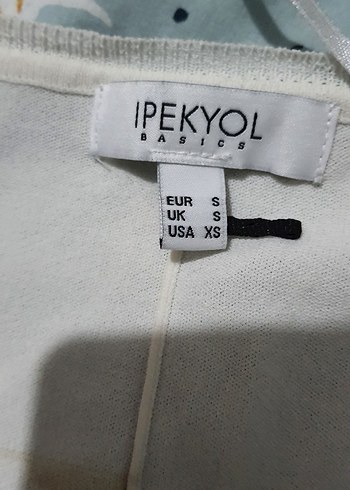 IPEKYOL
BASICS
EUR S
UK S
USA XS